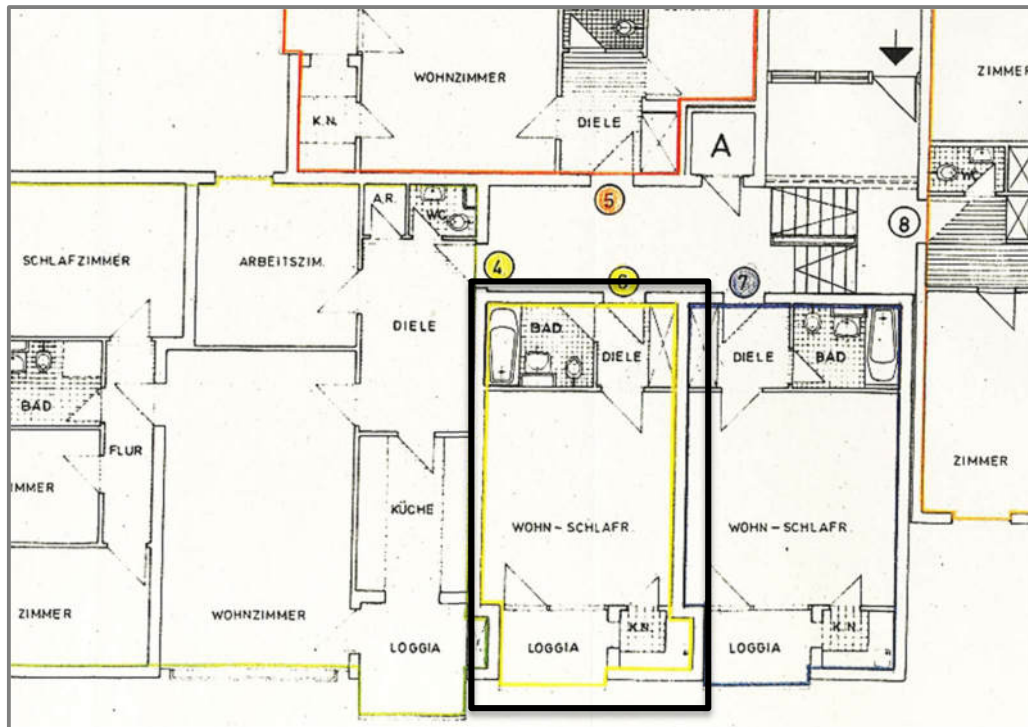 WOHNZIMMER
ZIMMER
K.N.
DIELE
A
5
A.R.
WC
WC
8
SCHLAFZIMMER
ARBEITSZIM.
4
6
7
DIELE
BAD
DIELE
DIELE
BAD
BAD
FLUR
ZIMMER
KÜCHE
WOHN-SCHLAFR.
WOHN-SCHLAFR.
IMMER
ZIMMER
WOHNZIMMER
LOGGIA
LOGGIA
K.N.
LOGGIA
K.N.